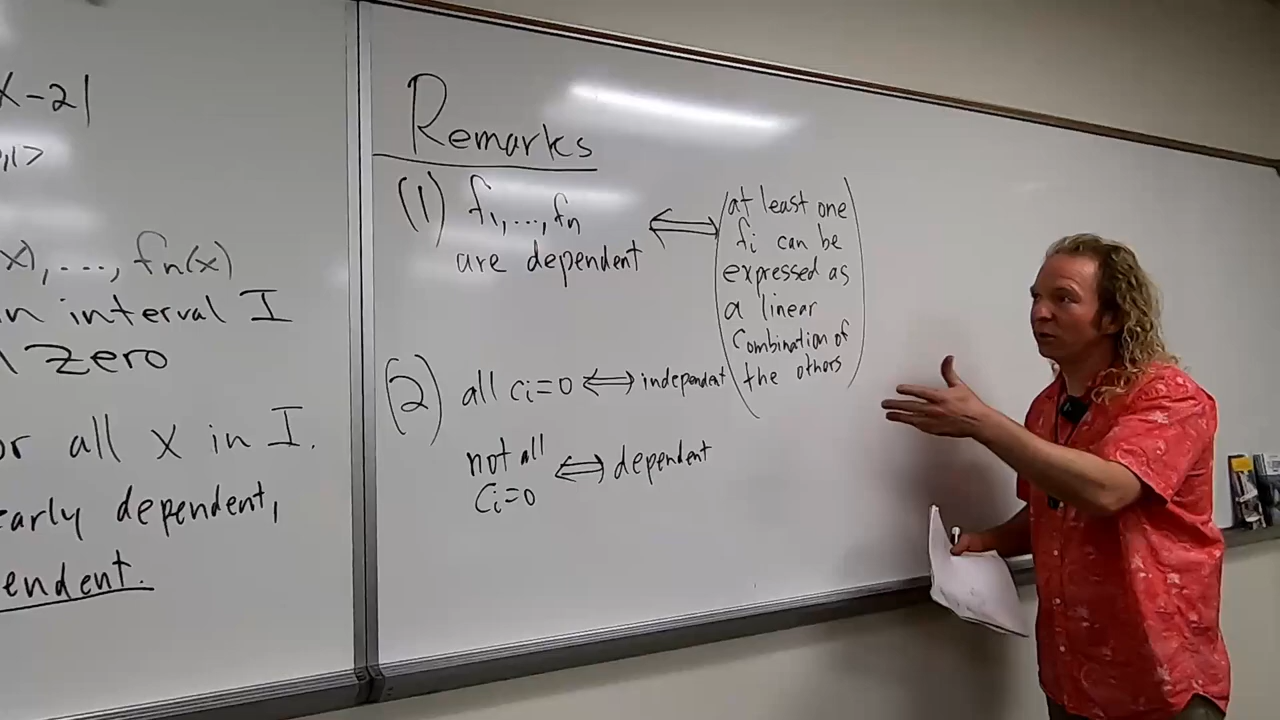 x-2|
,1>
x), ..., fn(x)
n interval I
zero
or all x in I.
early dependent,
endent.
Remarks
(1) f1, ..., fn
are dependent
⟺
at least one
fi can be
expressed as
a linear
combination of
the others
(2) all ci=0 ⟺ independent
not all
ci=0
⟺ dependent